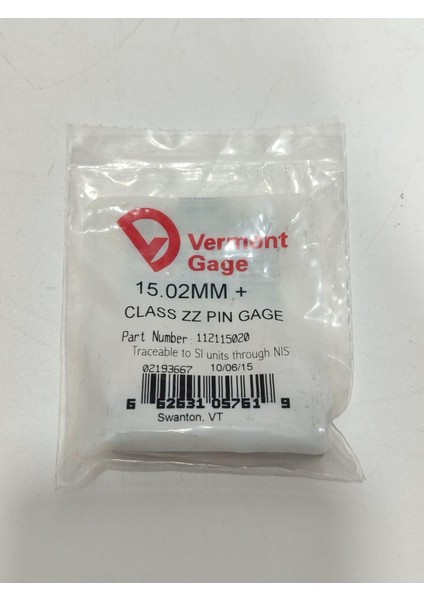 Vermont
Gage
15.02MM +
CLASS ZZ PIN GAGE
Part Number: 112115020
Traceable to SI units through NIS
02193667 10/06/15
6 62631 05761 9
Swanton, VT